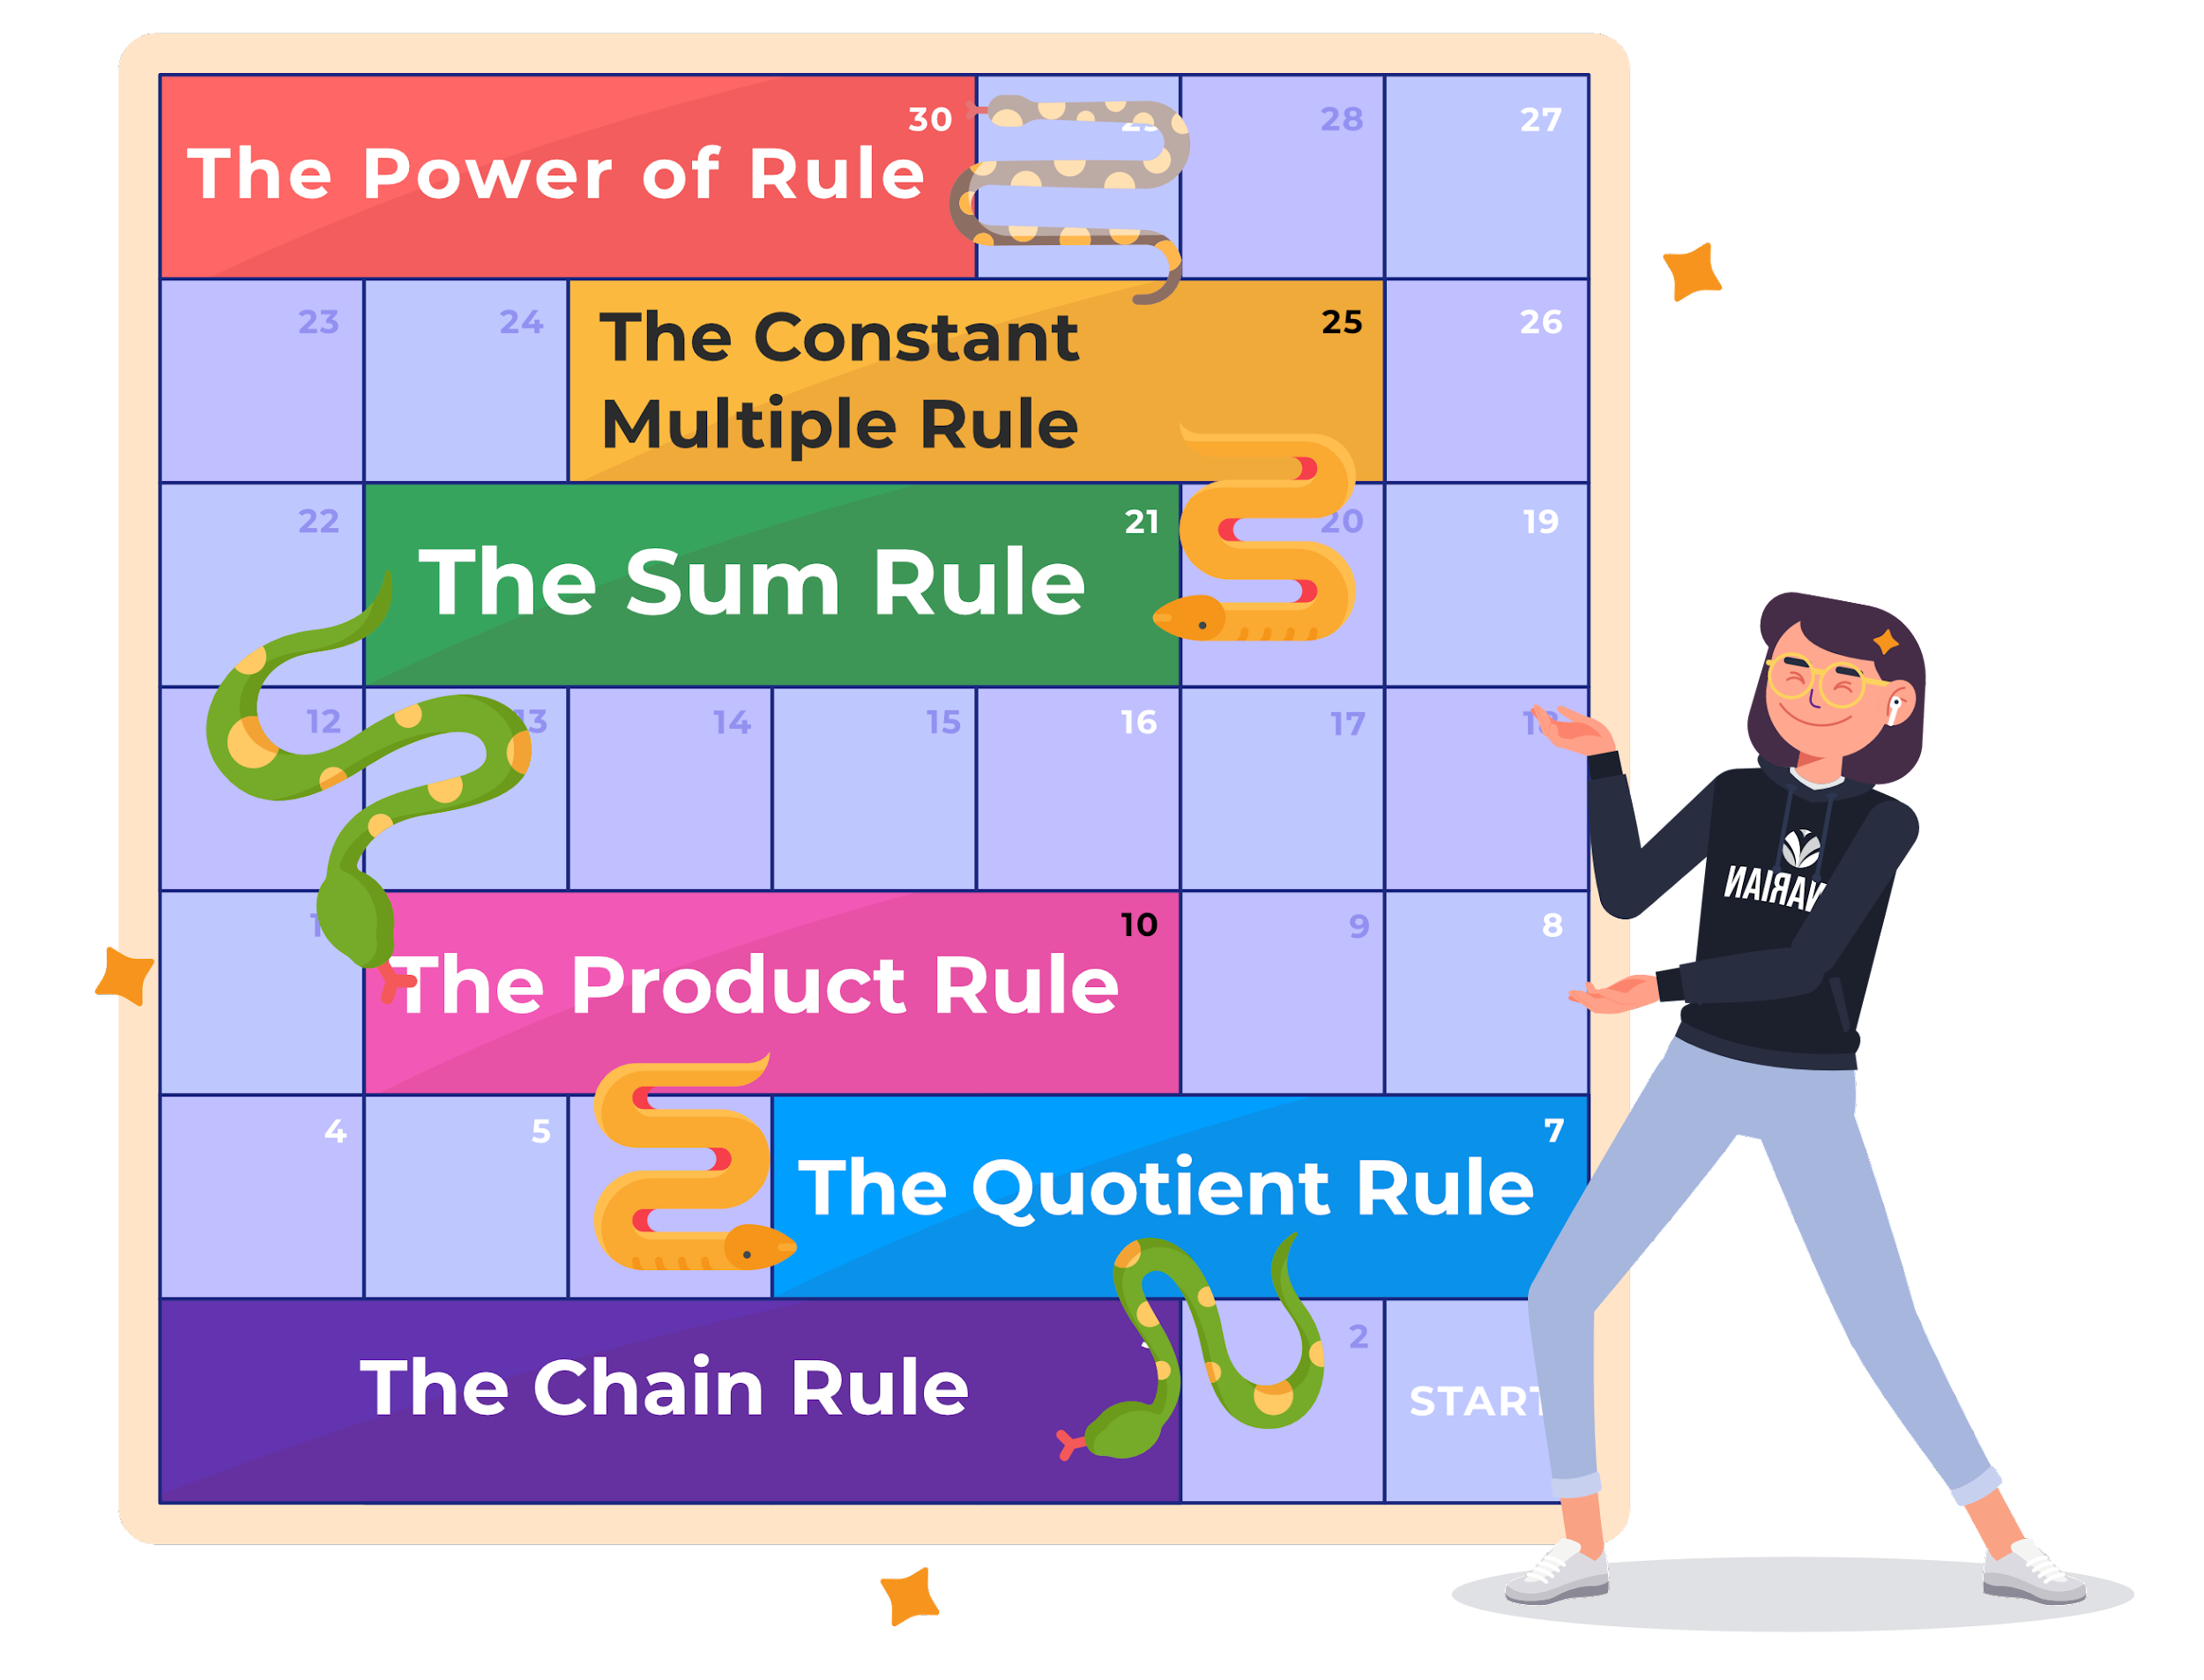 30 28 27
The Power of Rule
23 24 The Constant 25 26
Multiple Rule
22 21 20 19
The Sum Rule
12 13 14 15 16 17 18
10 9 8
The Product Rule
4 5 7
The Quotient Rule
2
The Chain Rule
START
VARIAN